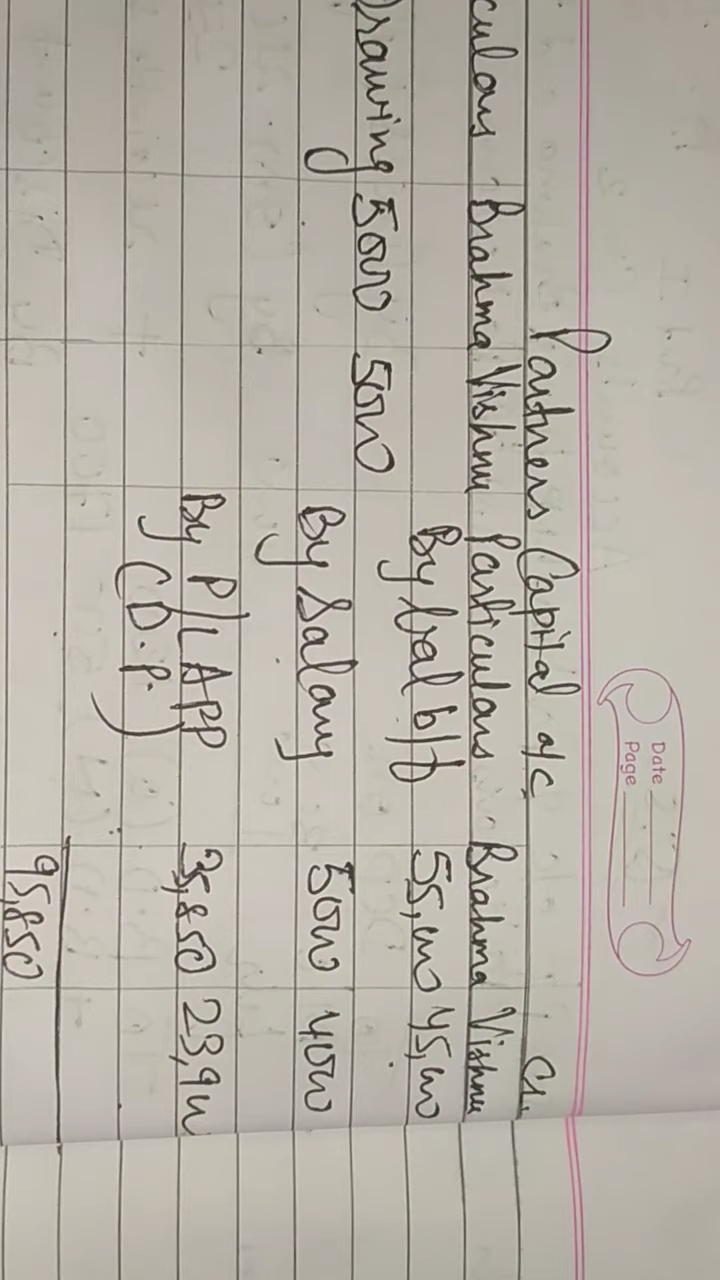 Date
Page
Partners Capital a/c
Cr.
culars Brahma Vishnu Particulars Brahma Vishnu
By bal b/d 55,000 45,000
Drawing 5000 5000
By Salary 5000 4000
By P/L APP 35,850 23,900
(D.P.)
95,850